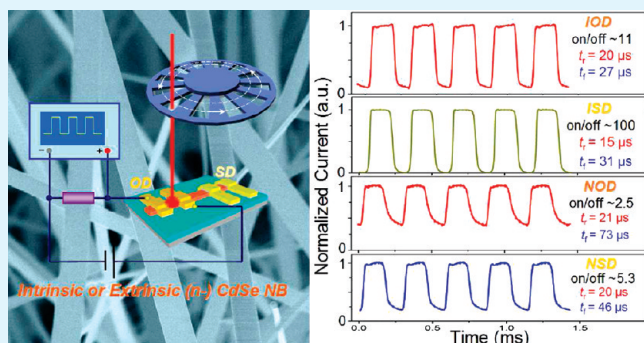 OD
SD
− +
Intrinsic or Extrinsic (n-) CdSe NB
Normalized Current (a.u.)
1
0
IOD
on/off ~11
tr = 20 µs
tf = 27 µs
1
0
ISD
on/off ~100
tr = 15 µs
tf = 31 µs
1
0
NOD
on/off ~2.5
tr = 21 µs
tf = 73 µs
1
0
NSD
on/off ~5.3
tr = 20 µs
tf = 46 µs
0.0 0.5 1.0 1.5
Time (ms)